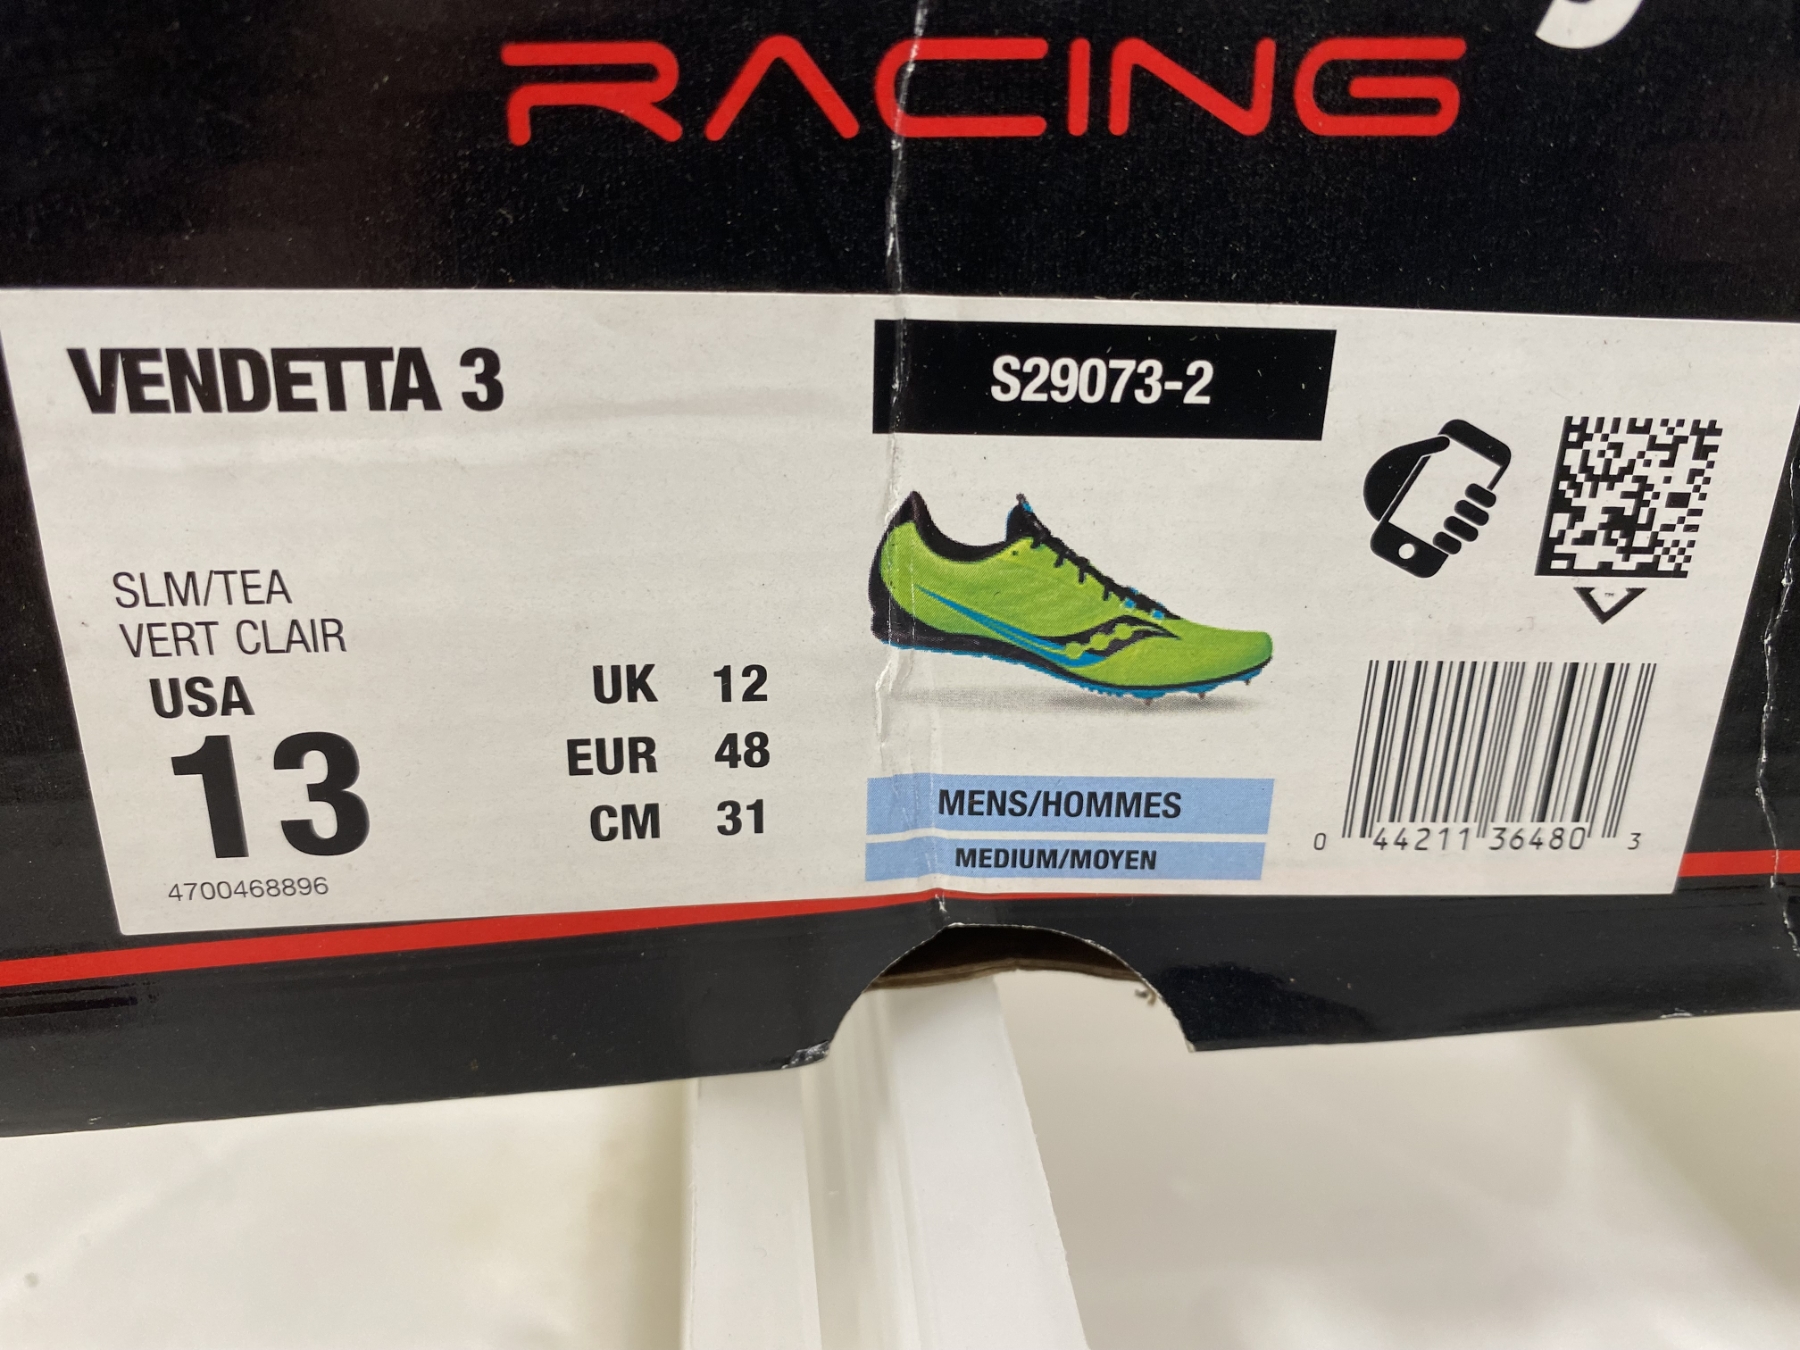 RACING
VENDETTA 3
S29073-2
SLM/TEA
VERT CLAIR
USA
13
UK 12
EUR 48
CM 31
4700468896
MENS/HOMMES
MEDIUM/MOYEN
0 44211 36480 3